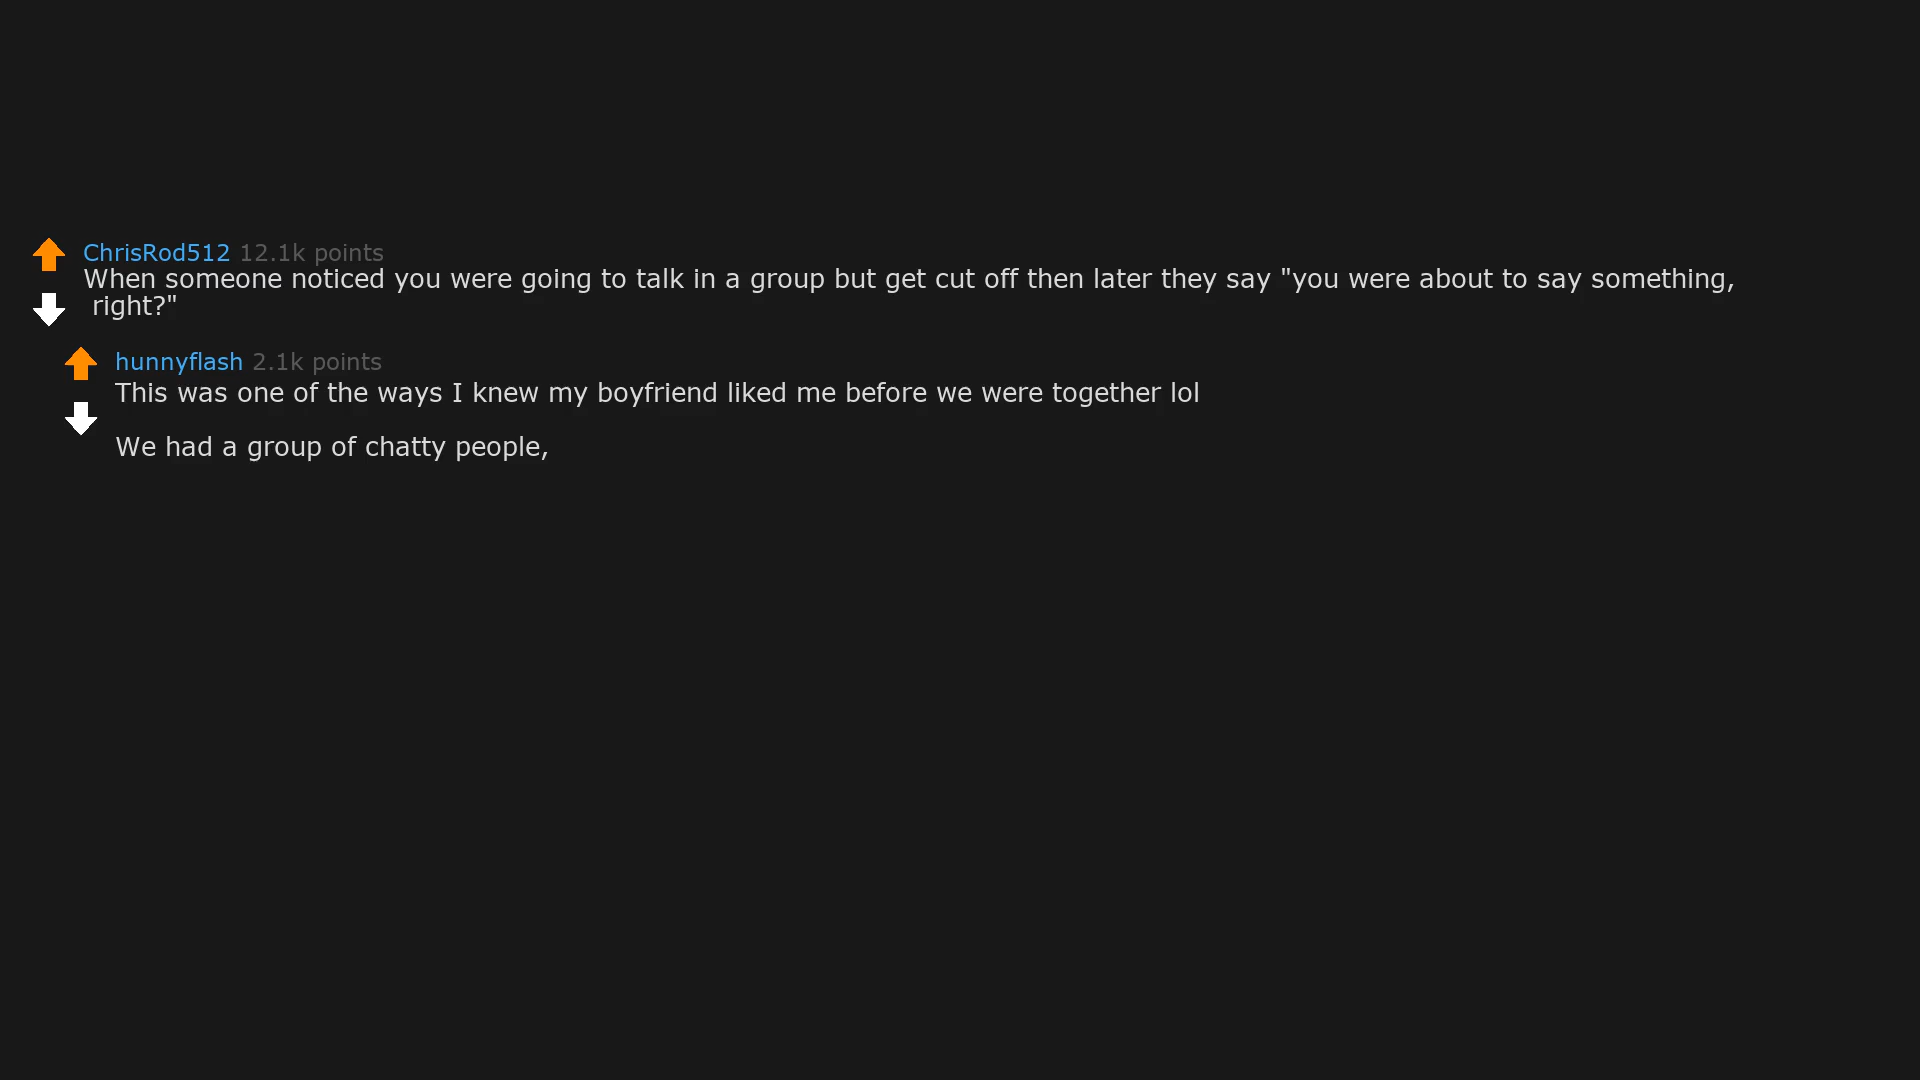 ChrisRod512 12.1k points
When someone noticed you were going to talk in a group but get cut off then later they say "you were about to say something,
right?"
hunnyflash 2.1k points
This was one of the ways I knew my boyfriend liked me before we were together lol
We had a group of chatty people,